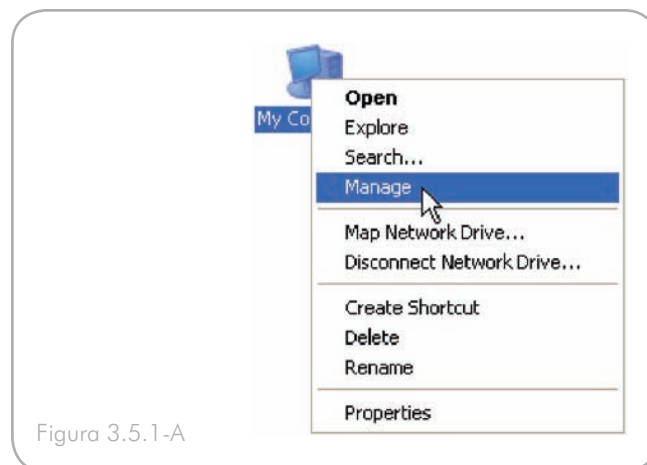 My Co
Open
Explore
Search...
Manage
Map Network Drive...
Disconnect Network Drive...
Create Shortcut
Delete
Rename
Properties
Figura 3.5.1-A